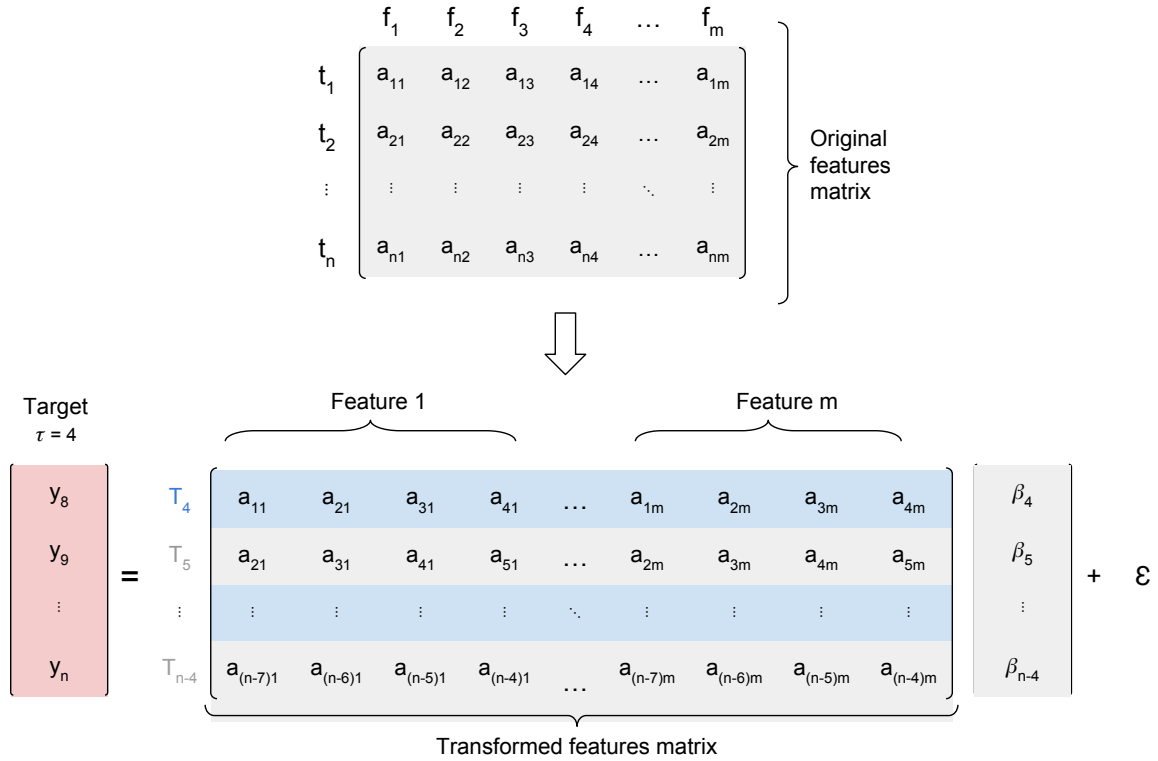 f₁ f₂ f₃ f₄ … fₘ
t₁ a₁₁ a₁₂ a₁₃ a₁₄ … a₁ₘ
t₂ a₂₁ a₂₂ a₂₃ a₂₄ … a₂ₘ
⋮ ⋮ ⋮ ⋮ ⋮ ⋱ ⋮
tₙ aₙ₁ aₙ₂ aₙ₃ aₙ₄ … aₙₘ
Original
features
matrix
Target
τ = 4
Feature 1 Feature m
y₈ T₄ a₁₁ a₂₁ a₃₁ a₄₁ … a₁ₘ a₂ₘ a₃ₘ a₄ₘ β₄
y₉ = T₅ a₂₁ a₃₁ a₄₁ a₅₁ … a₂ₘ a₃ₘ a₄ₘ a₅ₘ β₅ + ε
⋮ ⋮ ⋮ ⋮ ⋮ ⋮ ⋱ ⋮ ⋮ ⋮ ⋮ ⋮
yₙ Tₙ₋₄ a₍ₙ₋₇₎₁ a₍ₙ₋₆₎₁ a₍ₙ₋₅₎₁ a₍ₙ₋₄₎₁ … a₍ₙ₋₇₎ₘ a₍ₙ₋₆₎ₘ a₍ₙ₋₅₎ₘ a₍ₙ₋₄₎ₘ βₙ₋₄
Transformed features matrix